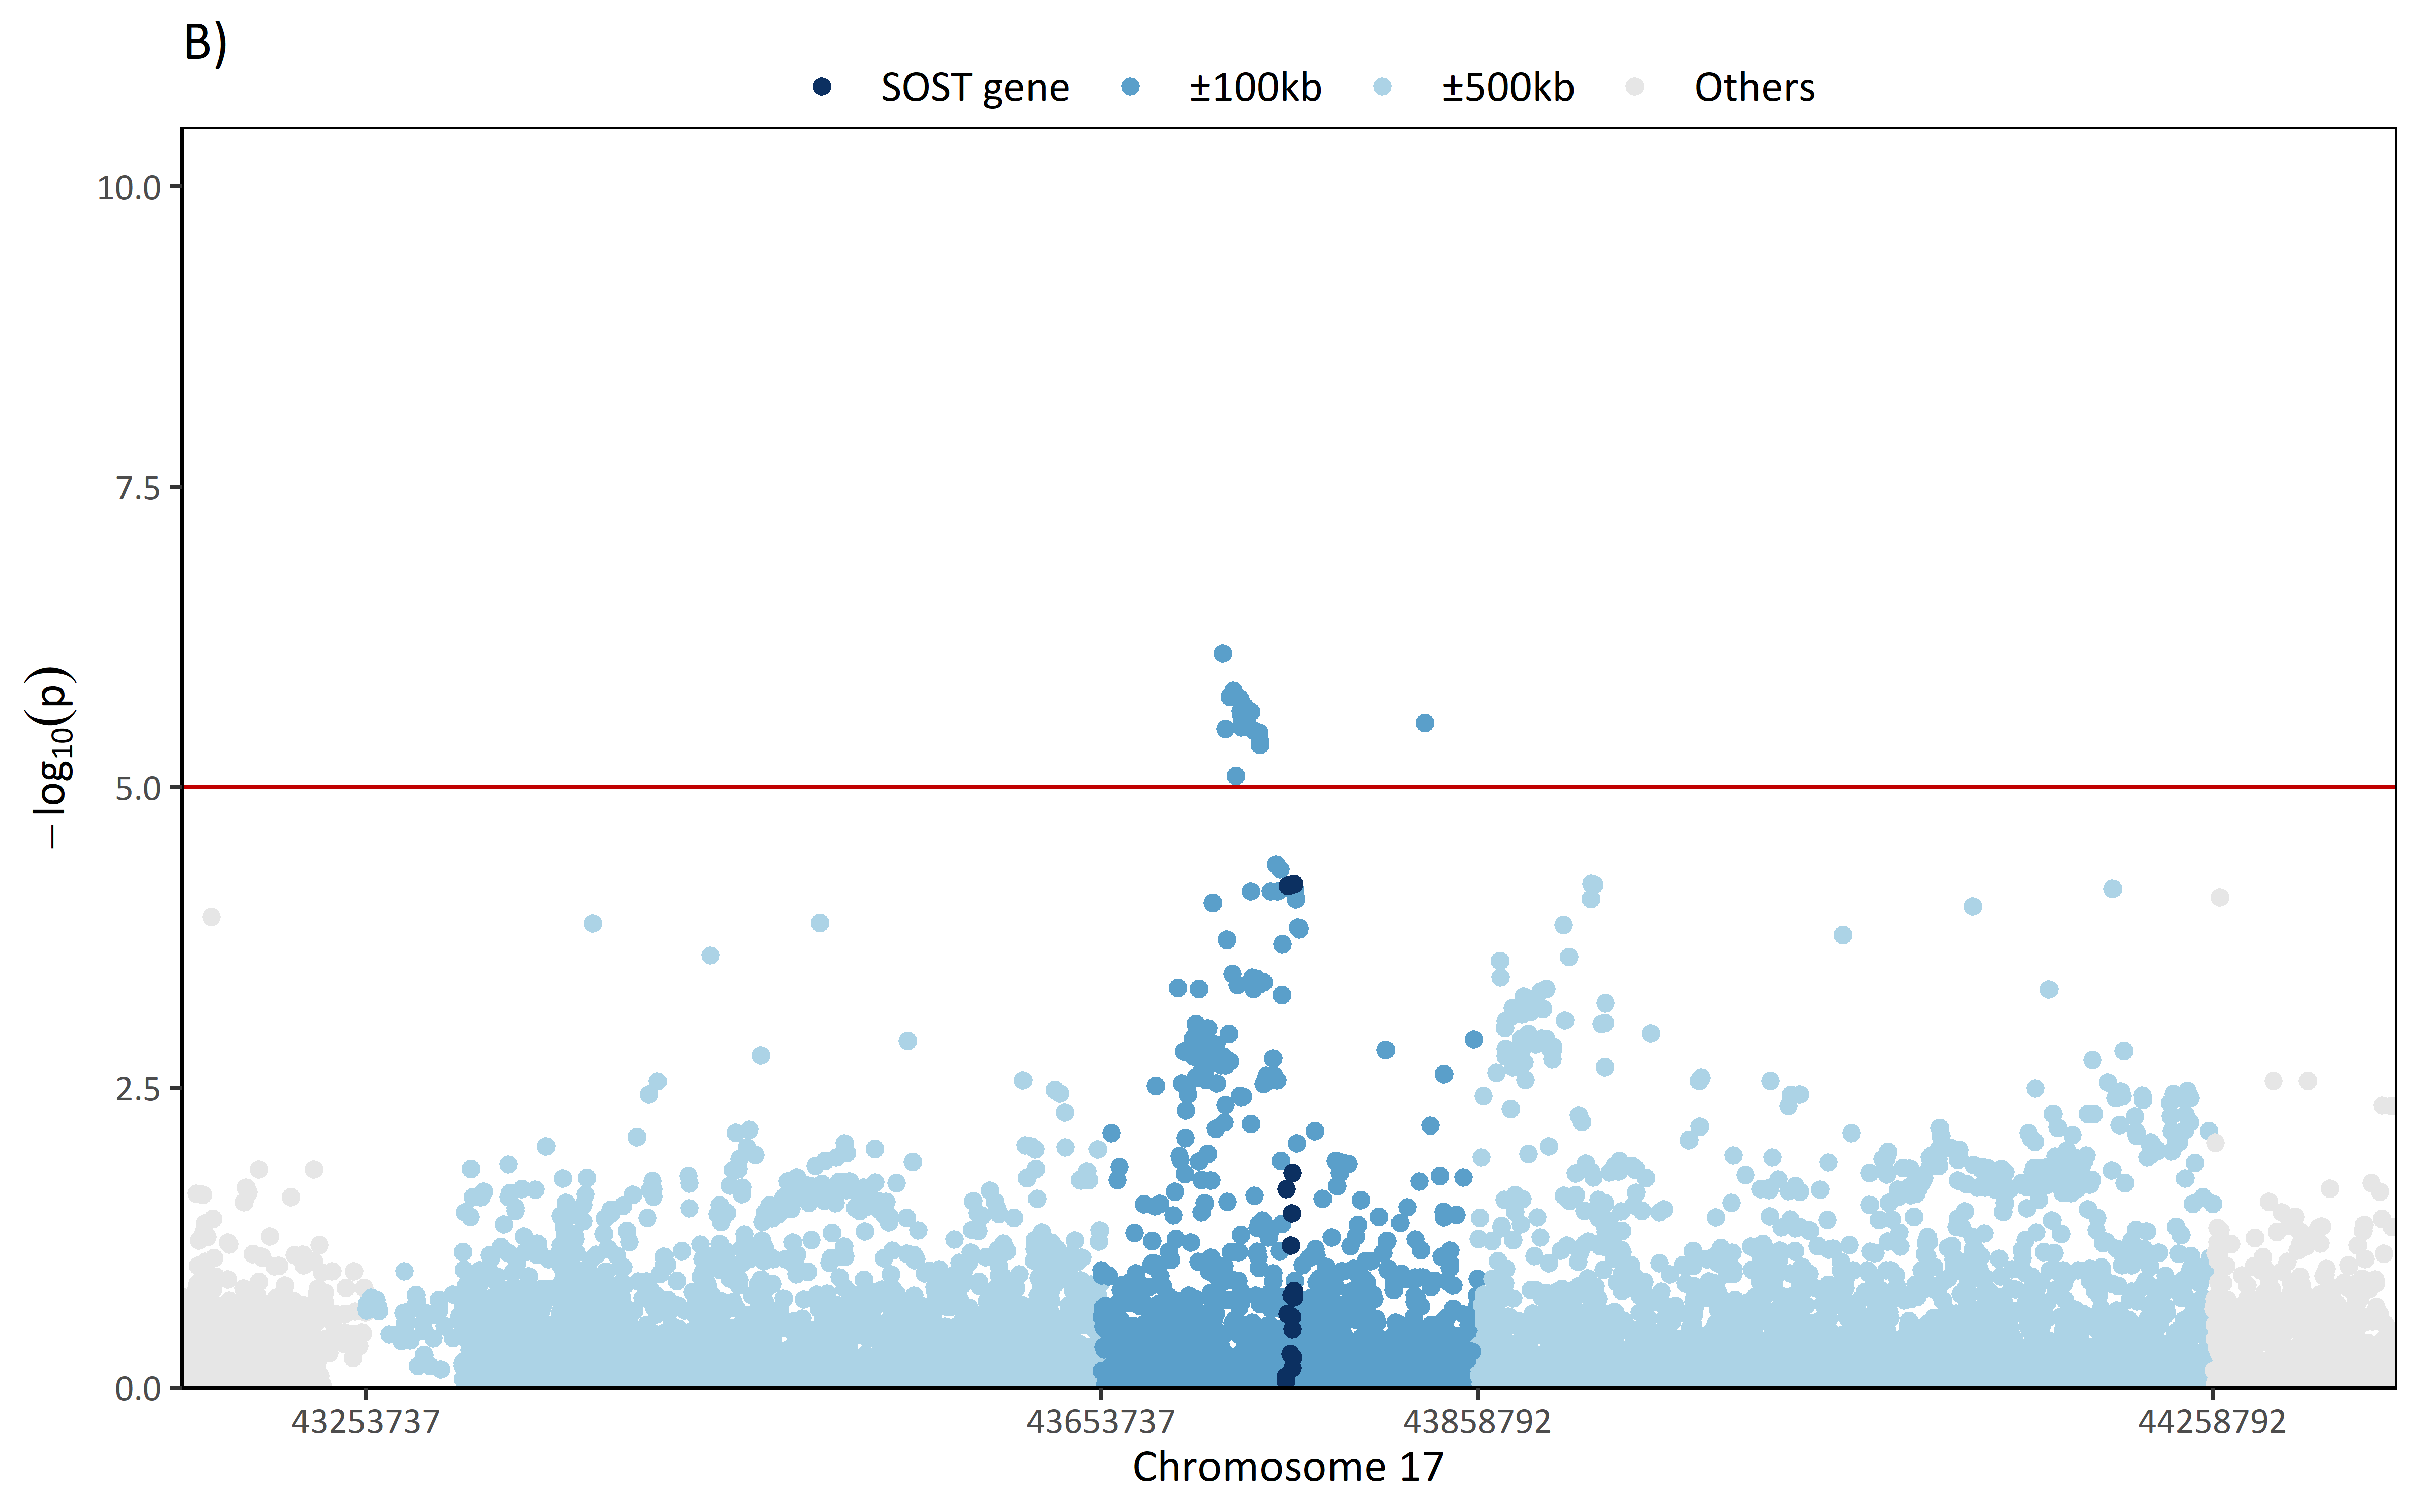 B)
SOST gene ±100kb ±500kb Others
10.0
7.5
5.0
2.5
0.0
−log10(p)
43253737 43653737 43858792 44258792
Chromosome 17